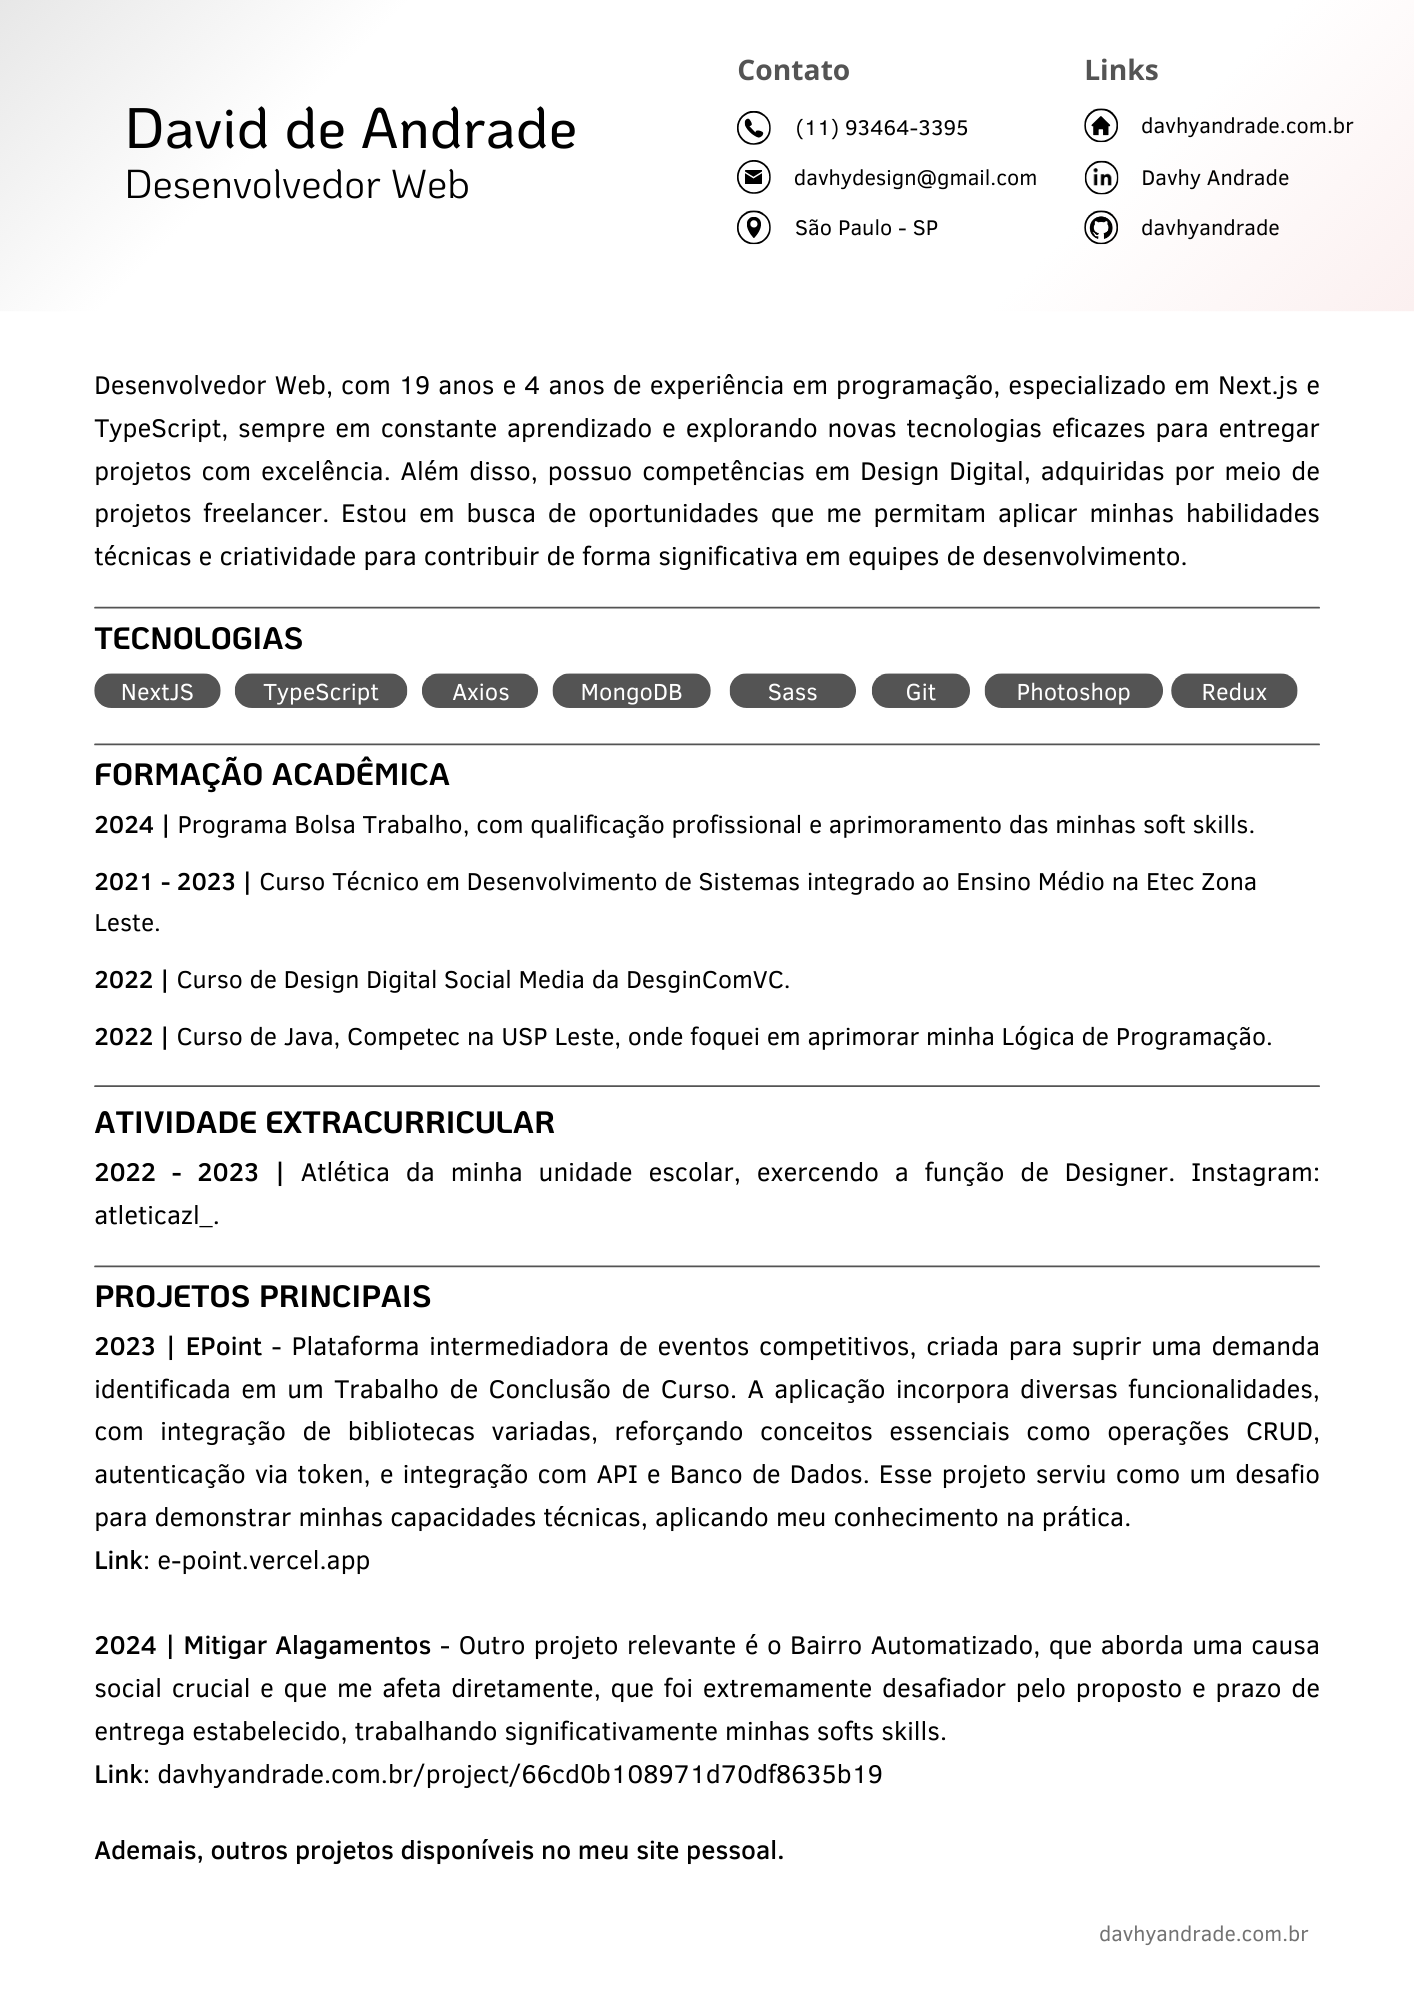 David de Andrade
Desenvolvedor Web
Contato
(11) 93464-3395
davhydesign@gmail.com
São Paulo - SP
Links
davhyandrade.com.br
Davhy Andrade
davhyandrade
Desenvolvedor Web, com 19 anos e 4 anos de experiência em programação, especializado em Next.js e
TypeScript, sempre em constante aprendizado e explorando novas tecnologias eficazes para entregar
projetos com excelência. Além disso, possuo competências em Design Digital, adquiridas por meio de
projetos freelancer. Estou em busca de oportunidades que me permitam aplicar minhas habilidades
técnicas e criatividade para contribuir de forma significativa em equipes de desenvolvimento.
TECNOLOGIAS
NextJS TypeScript Axios MongoDB Sass Git Photoshop Redux
FORMAÇÃO ACADÊMICA
2024 | Programa Bolsa Trabalho, com qualificação profissional e aprimoramento das minhas soft skills.
2021 - 2023 | Curso Técnico em Desenvolvimento de Sistemas integrado ao Ensino Médio na Etec Zona
Leste.
2022 | Curso de Design Digital Social Media da DesginComVC.
2022 | Curso de Java, Competec na USP Leste, onde foquei em aprimorar minha Lógica de Programação.
ATIVIDADE EXTRACURRICULAR
2022 - 2023 | Atlética da minha unidade escolar, exercendo a função de Designer. Instagram:
atleticazl_.
PROJETOS PRINCIPAIS
2023 | EPoint - Plataforma intermediadora de eventos competitivos, criada para suprir uma demanda
identificada em um Trabalho de Conclusão de Curso. A aplicação incorpora diversas funcionalidades,
com integração de bibliotecas variadas, reforçando conceitos essenciais como operações CRUD,
autenticação via token, e integração com API e Banco de Dados. Esse projeto serviu como um desafio
para demonstrar minhas capacidades técnicas, aplicando meu conhecimento na prática.
Link: e-point.vercel.app
2024 | Mitigar Alagamentos - Outro projeto relevante é o Bairro Automatizado, que aborda uma causa
social crucial e que me afeta diretamente, que foi extremamente desafiador pelo proposto e prazo de
entrega estabelecido, trabalhando significativamente minhas softs skills.
Link: davhyandrade.com.br/project/66cd0b108971d70df8635b19
Ademais, outros projetos disponíveis no meu site pessoal.
davhyandrade.com.br